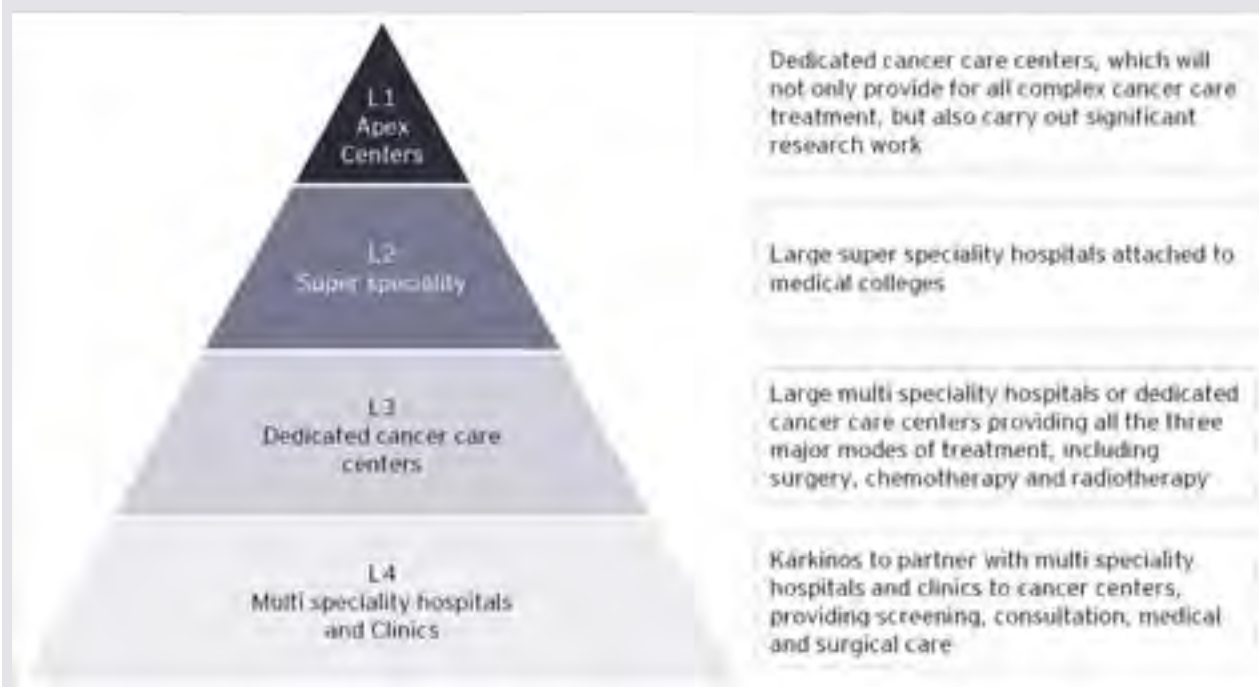 L1
Apex
Centers
Dedicated cancer care centers, which will
not only provide for all complex cancer care
treatment, but also carry out significant
research work
L2
Super speciality
Large super speciality hospitals attached to
medical colleges
L3
Dedicated cancer care
centers
Large multi speciality hospitals or dedicated
cancer care centers providing all the three
major modes of treatment, including
surgery, chemotherapy and radiotherapy
L4
Multi speciality hospitals
and Clinics
Karkinos to partner with multi speciality
hospitals and clinics to cancer centers,
providing screening, consultation, medical
and surgical care